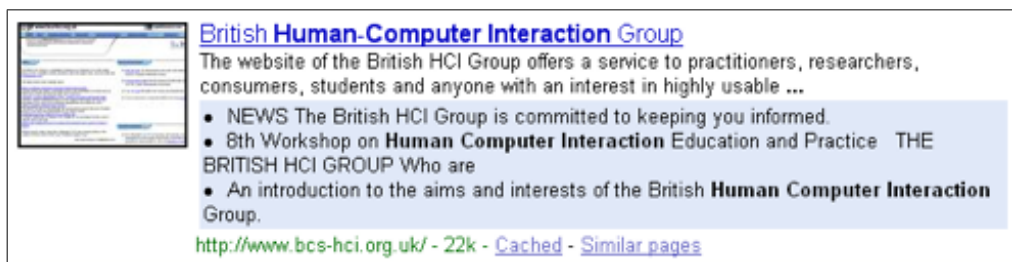 British Human-Computer Interaction Group
The website of the British HCI Group offers a service to practitioners, researchers,
consumers, students and anyone with an interest in highly usable ...
• NEWS The British HCI Group is committed to keeping you informed.
• 8th Workshop on Human Computer Interaction Education and Practice THE
BRITISH HCI GROUP Who are
• An introduction to the aims and interests of the British Human Computer Interaction
Group.
http://www.bcs-hci.org.uk/ - 22k - Cached - Similar pages